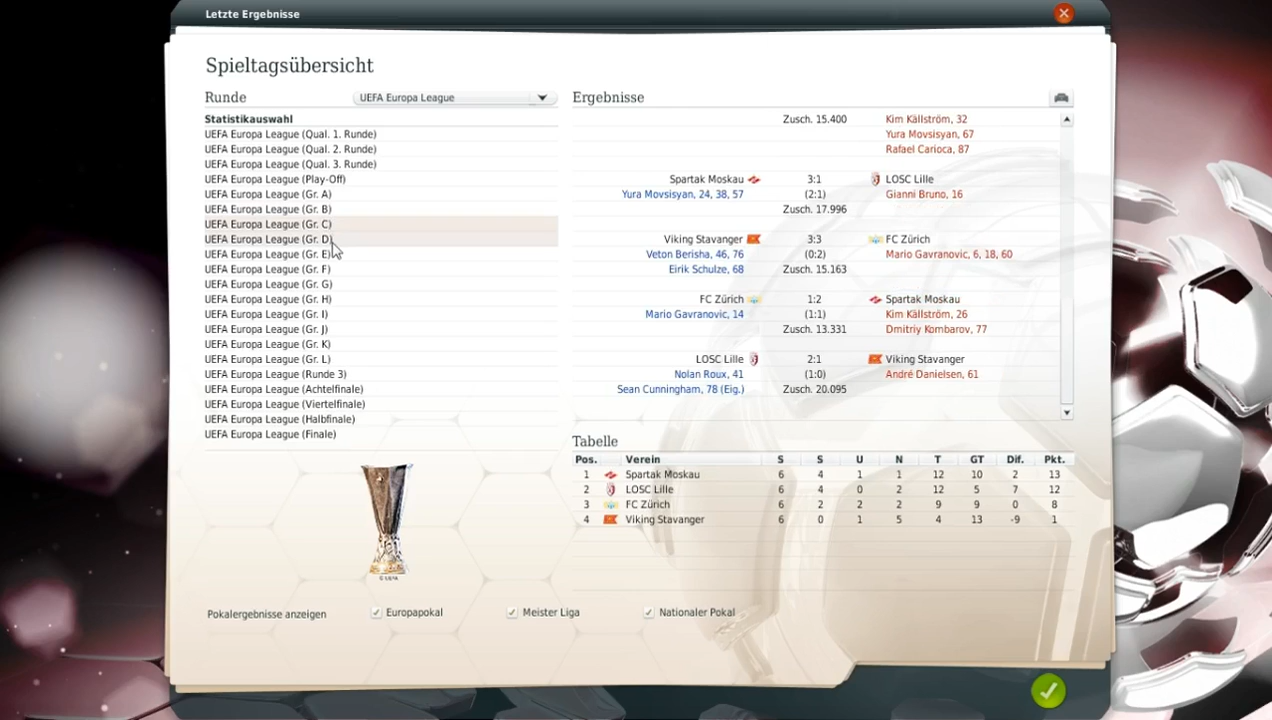 Letzte Ergebnisse
Spieltagsübersicht
Runde
UEFA Europa League
Statistikauswahl
UEFA Europa League (Qual. 1. Runde)
UEFA Europa League (Qual. 2. Runde)
UEFA Europa League (Qual. 3. Runde)
UEFA Europa League (Play-Off)
UEFA Europa League (Gr. A)
UEFA Europa League (Gr. B)
UEFA Europa League (Gr. C)
UEFA Europa League (Gr. D)
UEFA Europa League (Gr. E)
UEFA Europa League (Gr. F)
UEFA Europa League (Gr. G)
UEFA Europa League (Gr. H)
UEFA Europa League (Gr. I)
UEFA Europa League (Gr. J)
UEFA Europa League (Gr. K)
UEFA Europa League (Gr. L)
UEFA Europa League (Runde 3)
UEFA Europa League (Achtelfinale)
UEFA Europa League (Viertelfinale)
UEFA Europa League (Halbfinale)
UEFA Europa League (Finale)
© UEFA
Ergebnisse
Zusch. 15.400 Kim Källström, 32
Yura Movsisyan, 67
Rafael Carioca, 87
Spartak Moskau 3:1 LOSC Lille
Yura Movsisyan, 24, 38, 57 (2:1) Gianni Bruno, 16
Zusch. 17.996
Viking Stavanger 3:3 FC Zürich
Veton Berisha, 46, 76 (0:2) Mario Gavranovic, 6, 18, 60
Eirik Schulze, 68 Zusch. 15.163
FC Zürich 1:2 Spartak Moskau
Mario Gavranovic, 14 (1:1) Kim Källström, 26
Zusch. 13.331 Dmitriy Kombarov, 77
LOSC Lille 2:1 Viking Stavanger
Nolan Roux, 41 (1:0) André Danielsen, 61
Sean Cunningham, 78 (Eig.) Zusch. 20.095
Tabelle
Pos. Verein S S U N T GT Dif. Pkt.
1 Spartak Moskau 6 4 1 1 12 10 2 13
2 LOSC Lille 6 4 0 2 12 5 7 12
3 FC Zürich 6 2 2 2 9 9 0 8
4 Viking Stavanger 6 0 1 5 4 13 -9 1
Pokalergebnisse anzeigen Europapokal Meister Liga Nationaler Pokal